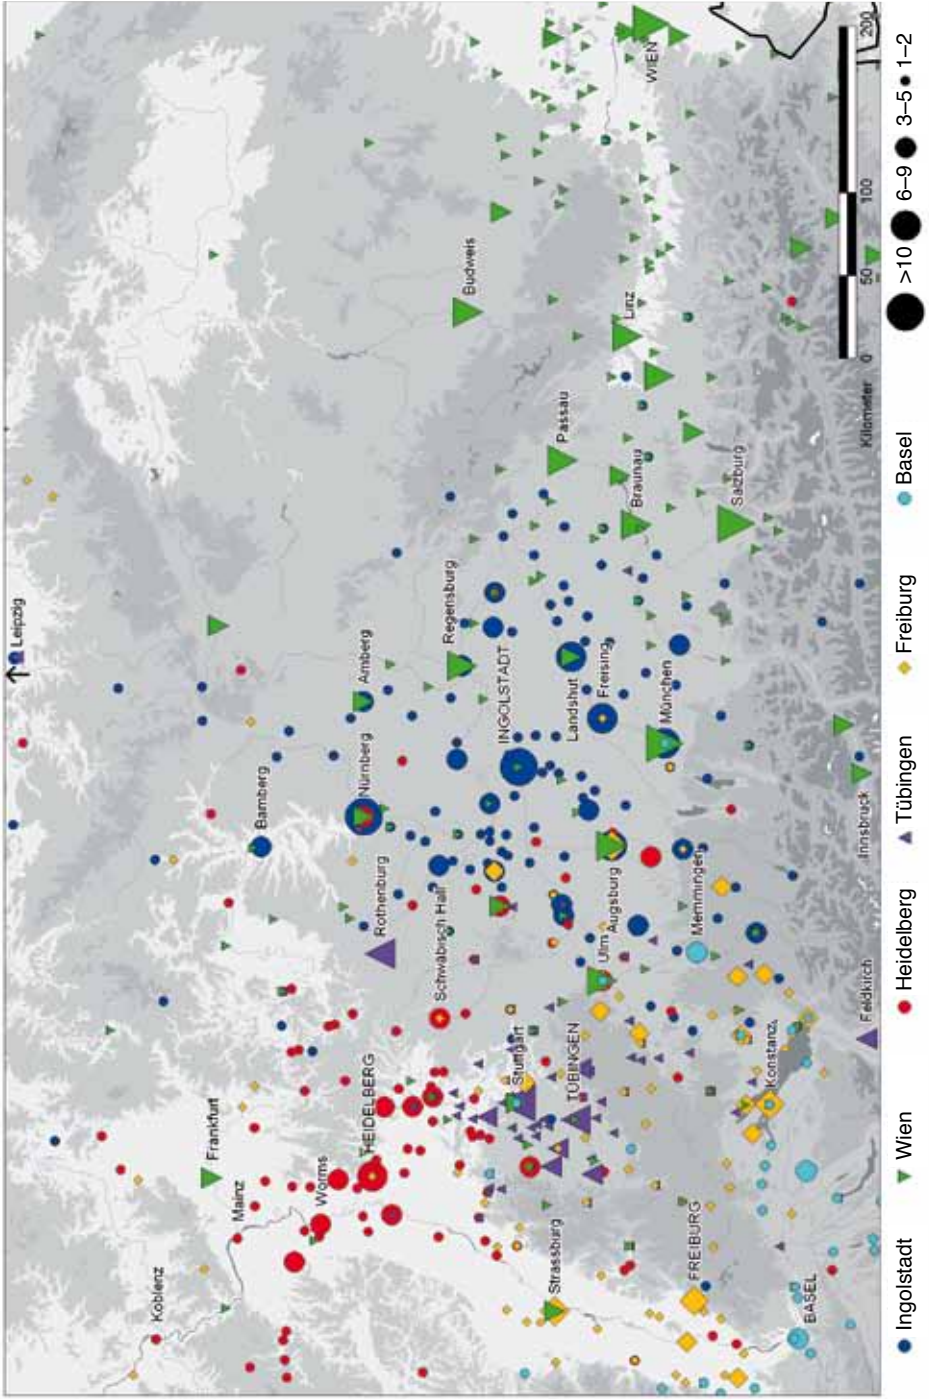 Leipzig
Koblenz
Mainz
Frankfurt
Worms
HEIDELBERG
Bamberg
Nürnberg
Amberg
Rothenburg
Schwäbisch Hall
Regensburg
Budweis
INGOLSTADT
Stuttgart
TÜBINGEN
Strassburg
Ulm
Augsburg
Landshut
Freising
Passau
Braunau
Linz
WIEN
München
Memmingen
Salzburg
FREIBURG
Konstanz
BASEL
Feldkirch
Innsbruck
Kilometer
0 50 100 200
Ingolstadt Wien Heidelberg Tübingen Freiburg Basel >10 6–9 3–5 1–2